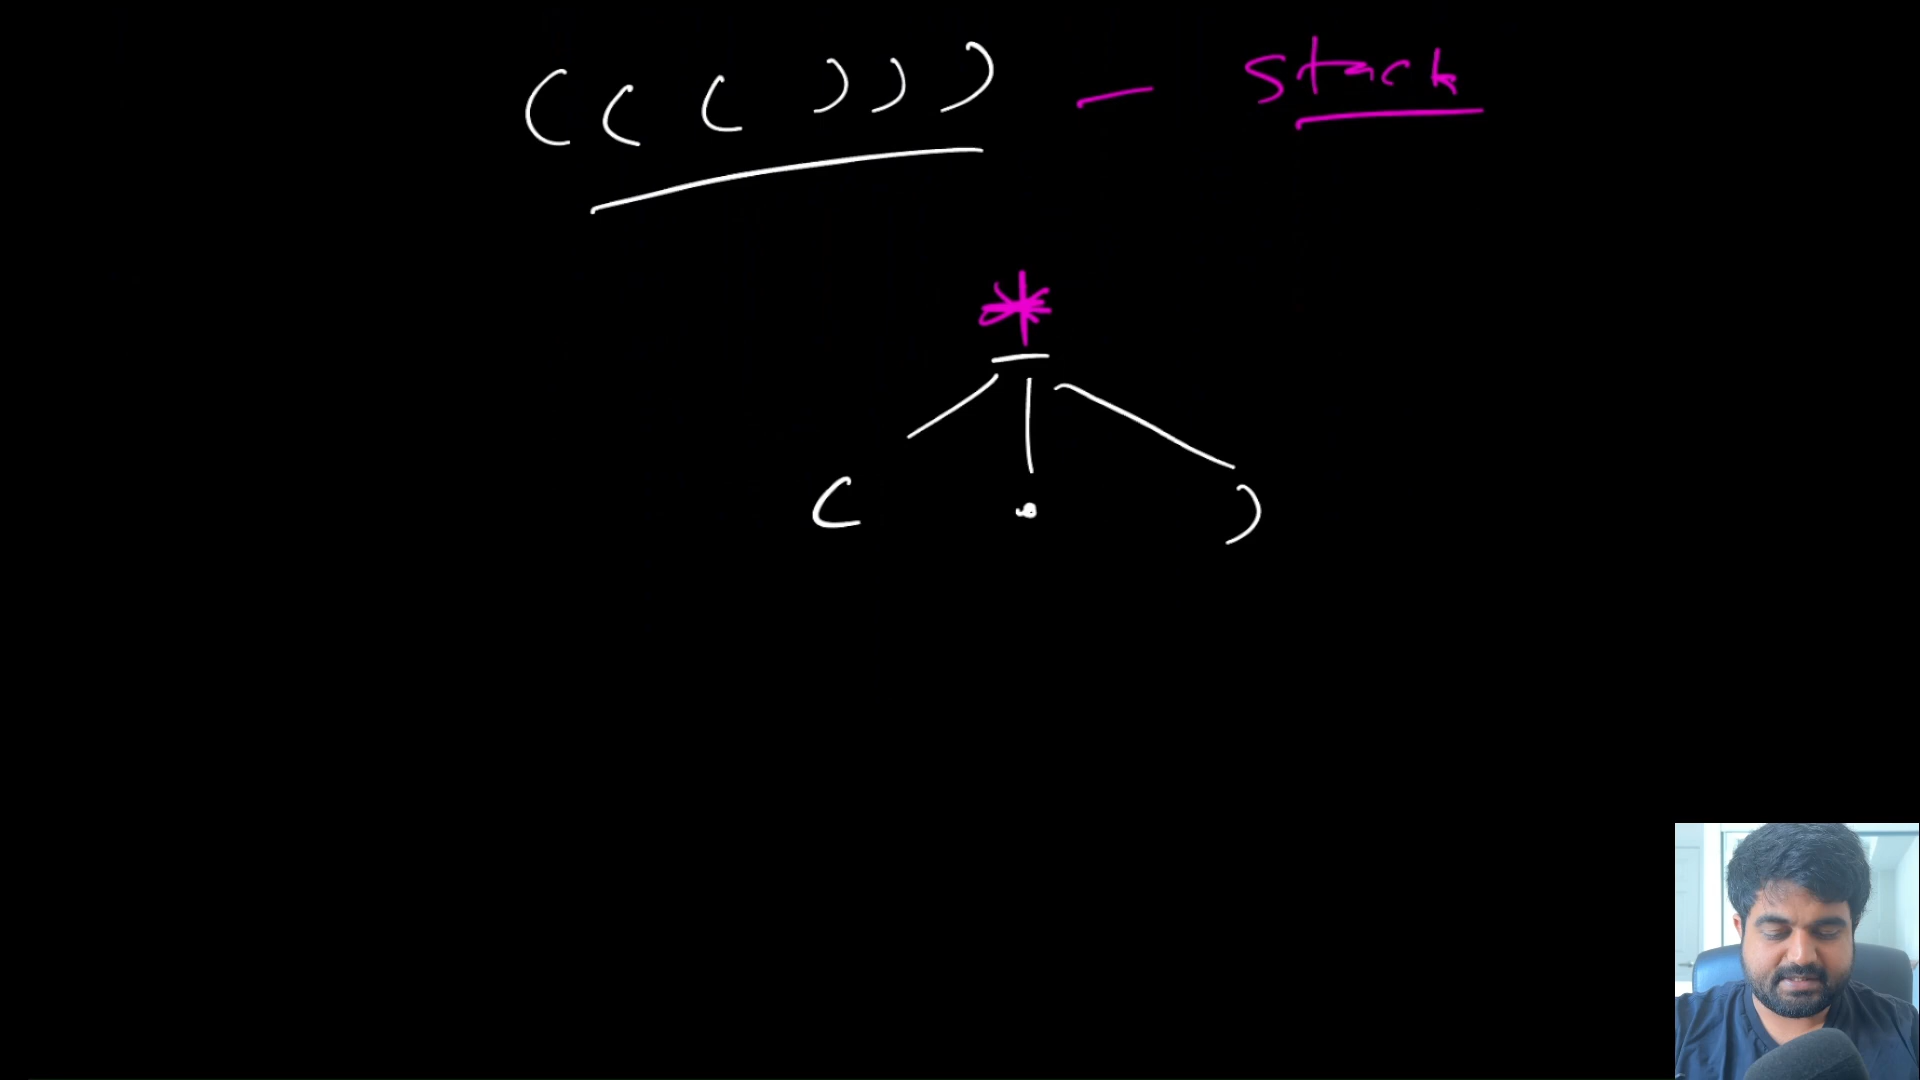 ((( ))) - stack
*
( . )